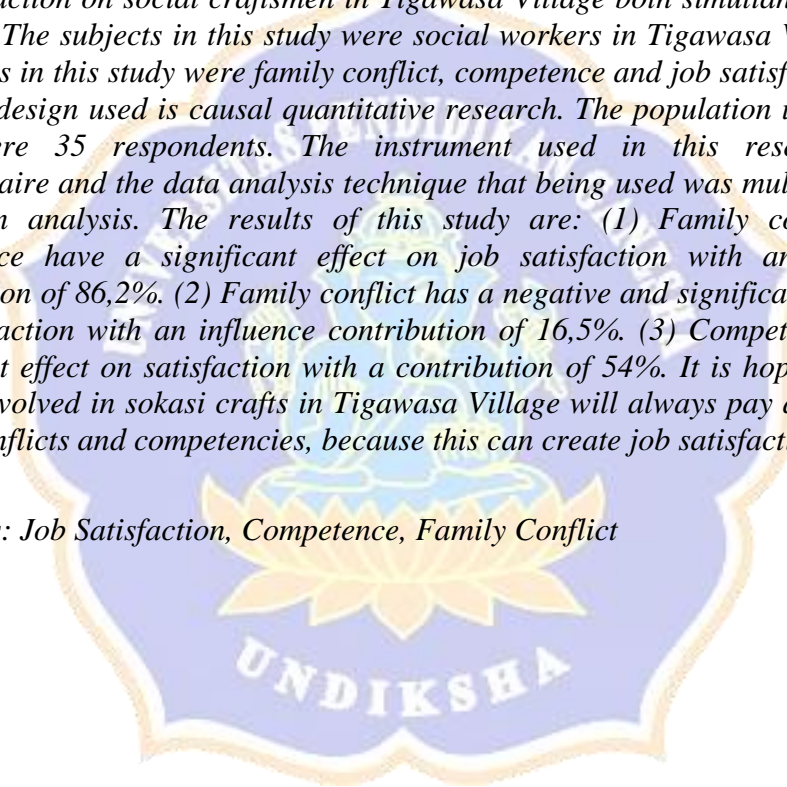 action on social craftsmen in Tigawasa Village both simultan
The subjects in this study were social workers in Tigawasa V
s in this study were family conflict, competence and job satisf
design used is causal quantitative research. The population
ere 35 respondents. The instrument used in this rese
aire and the data analysis technique that being used was mul
n analysis. The results of this study are: (1) Family co
ce have a significant effect on job satisfaction with an
on of 86,2%. (2) Family conflict has a negative and significa
action with an influence contribution of 16,5%. (3) Compet
t effect on satisfaction with a contribution of 54%. It is hop
volved in sokasi crafts in Tigawasa Village will always pay
nflicts and competencies, because this can create job satisfact
: Job Satisfaction, Competence, Family Conflict
UNIVERSITAS PENDIDIKAN GANESHA
UNDIKSHA